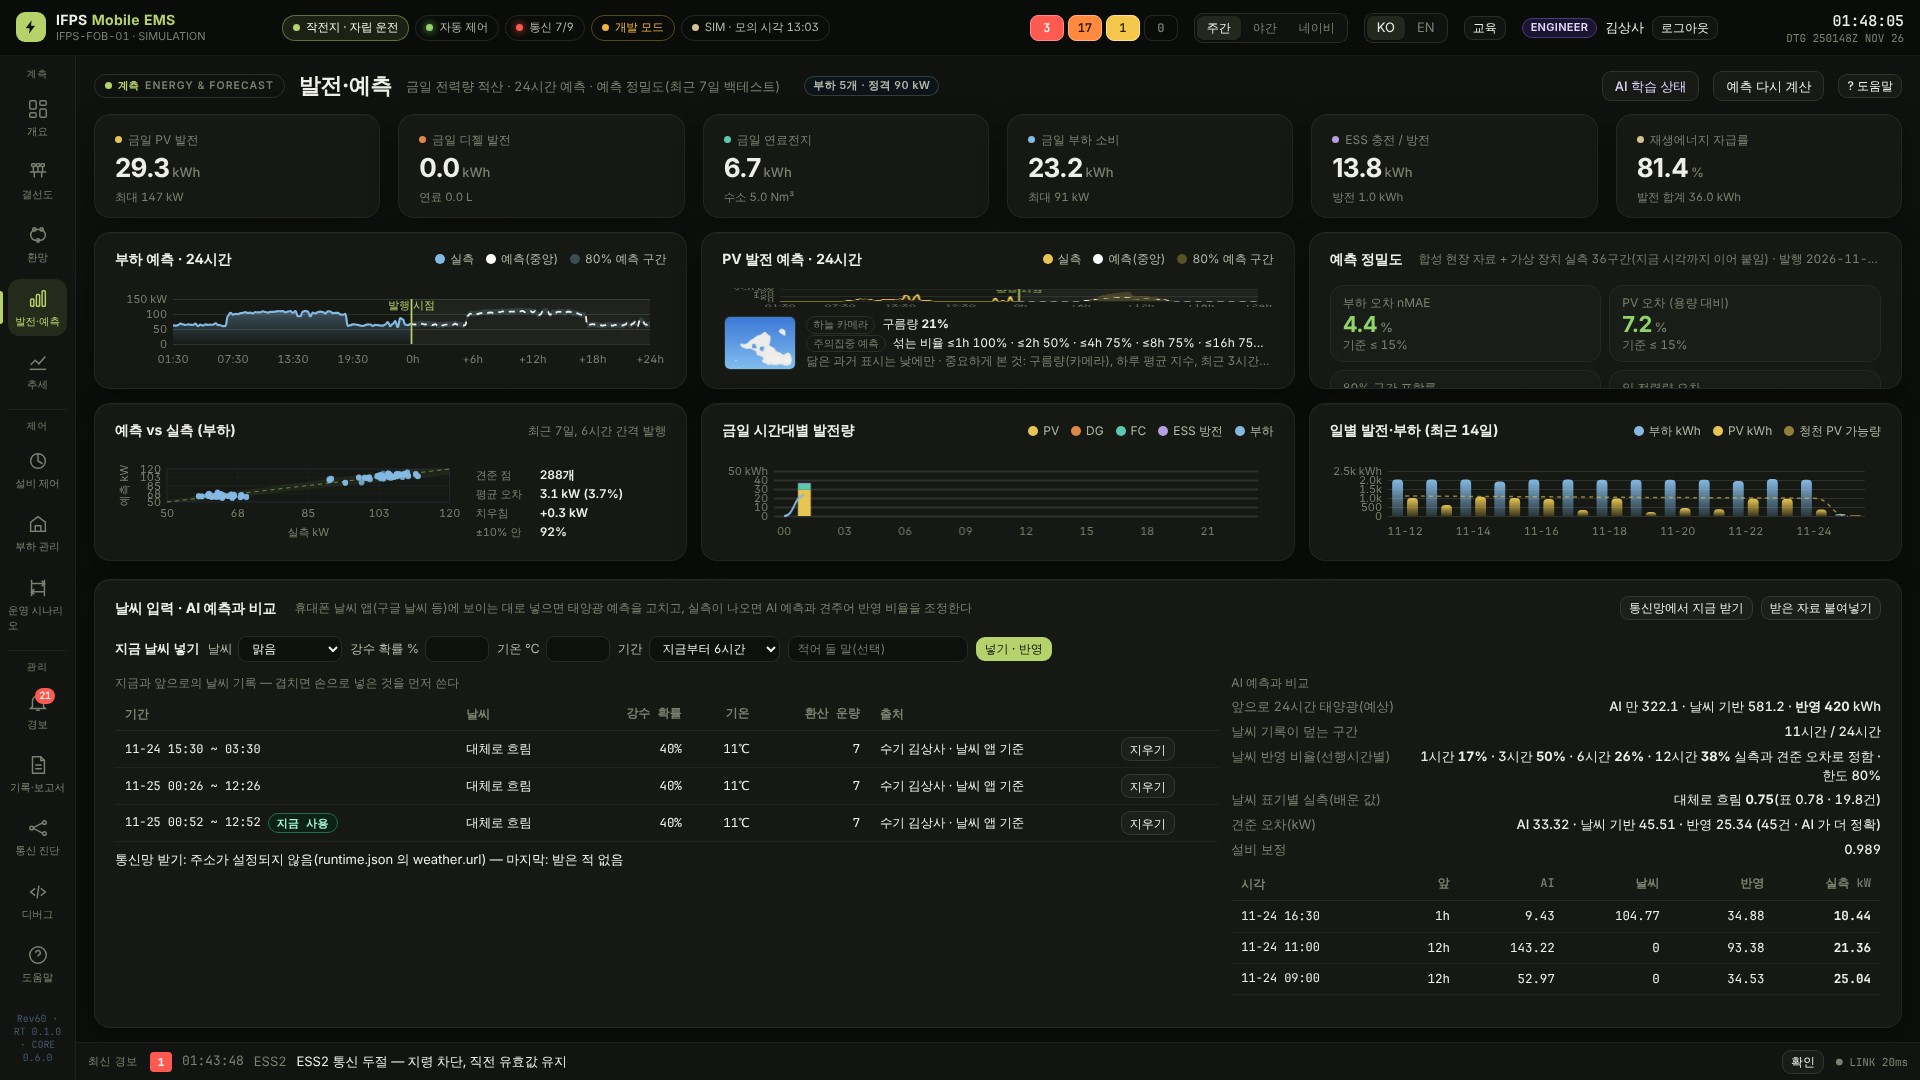 IFPS Mobile EMS
IFPS-FOB-01 · SIMULATION
작전지 · 자립 운전
자동 제어
통신 7/9
개발 모드
SIM · 모의 시각 13:03
3
17
1
0
주간
야간
네이비
KO
EN
교육
ENGINEER
김상사
로그아웃
01:48:05
DTG 250148Z NOV 26
계측
개요
결선도
환망
발전·예측
추세
제어
설비 제어
부하 관리
운영 시나리
오
관리
21
경보
기록·보고서
통신 진단
디버그
도움말
Rev60 ·
RT 0.1.0
· CORE
0.6.0
계측 ENERGY & FORECAST
발전·예측
금일 전력량 적산 · 24시간 예측 · 예측 정밀도(최근 7일 백테스트)
부하 5개 · 정격 90 kW
AI 학습 상태
예측 다시 계산
? 도움말
금일 PV 발전
29.3 kWh
최대 147 kW
금일 디젤 발전
0.0 kWh
연료 0.0 L
금일 연료전지
6.7 kWh
수소 5.0 Nm³
금일 부하 소비
23.2 kWh
최대 91 kW
ESS 충전 / 방전
13.8 kWh
방전 1.0 kWh
재생에너지 자급률
81.4 %
발전 합계 36.0 kWh
부하 예측 · 24시간
실측
예측(중앙)
80% 예측 구간
발행 시점
150 kW
100
50
0
01:30 07:30 13:30 19:30 0h +6h +12h +18h +24h
PV 발전 예측 · 24시간
실측
예측(중앙)
80% 예측 구간
하늘 카메라 구름량 21%
주의집중 예측 섞는 비율 ≤1h 100% · ≤2h 50% · ≤4h 75% · ≤8h 75% · ≤16h 75...
닮은 과거 표시는 낮에만 · 중요하게 본 것: 구름량(카메라), 하루 평균 지수, 최근 3시간...
예측 정밀도
합성 현장 자료 + 가상 장치 실측 36구간(지금 시각까지 이어 붙임) · 발행 2026-11-...
부하 오차 nMAE
4.4 %
기준 ≤ 15%
PV 오차 (용량 대비)
7.2 %
기준 ≤ 15%
예측 vs 실측 (부하)
최근 7일, 6시간 간격 발행
예측 kW
120
103
85
68
50
50 68 85 103 120
실측 kW
견준 점 288개
평균 오차 3.1 kW (3.7%)
치우침 +0.3 kW
±10% 안 92%
금일 시간대별 발전량
PV
DG
FC
ESS 방전
부하
50 kWh
40
30
20
10
0
00 03 06 09 12 15 18 21
일별 발전·부하 (최근 14일)
부하 kWh
PV kWh
청천 PV 가능량
2.5k kWh
2.0k
1.5k
1.0k
500
0
11-12 11-14 11-16 11-18 11-20 11-22 11-24
날씨 입력 · AI 예측과 비교
휴대폰 날씨 앱(구글 날씨 등)에 보이는 대로 넣으면 태양광 예측을 고치고, 실측이 나오면 AI 예측과 견주어 반영 비율을 조정한다
통신망에서 지금 받기
받은 자료 붙여넣기
지금 날씨 넣기 날씨 맑음 강수 확률 % 기온 ℃ 기간 지금부터 6시간 적어 둘 말(선택) 넣기 · 반영
지금과 앞으로의 날씨 기록 — 겹치면 손으로 넣은 것을 먼저 쓴다
기간 날씨 강수 확률 기온 환산 운량 출처
11-24 15:30 ~ 03:30 대체로 흐림 40% 11℃ 7 수기 김상사 · 날씨 앱 기준 지우기
11-25 00:26 ~ 12:26 대체로 흐림 40% 11℃ 7 수기 김상사 · 날씨 앱 기준 지우기
11-25 00:52 ~ 12:52 지금 사용 대체로 흐림 40% 11℃ 7 수기 김상사 · 날씨 앱 기준 지우기
통신망 받기: 주소가 설정되지 않음(runtime.json 의 weather.url) — 마지막: 받은 적 없음
AI 예측과 비교
앞으로 24시간 태양광(예상) AI 만 322.1 · 날씨 기반 581.2 · 반영 420 kWh
날씨 기록이 덮는 구간 11시간 / 24시간
날씨 반영 비율(선행시간별) 1시간 17% · 3시간 50% · 6시간 26% · 12시간 38% 실측과 견준 오차로 정함 ·
한도 80%
날씨 표기별 실측(배운 값) 대체로 흐림 0.75(표 0.78 · 19.8건)
견준 오차(kW) AI 33.32 · 날씨 기반 45.51 · 반영 25.34 (45건 · AI 가 더 정확)
설비 보정 0.989
시각 앞 AI 날씨 반영 실측 kW
11-24 16:30 1h 9.43 104.77 34.88 10.44
11-24 11:00 12h 143.22 0 93.38 21.36
11-24 09:00 12h 52.97 0 34.53 25.04
최신 경보 1 01:43:48 ESS2 ESS2 통신 두절 — 지령 차단, 직전 유효값 유지
확인
LINK 20ms